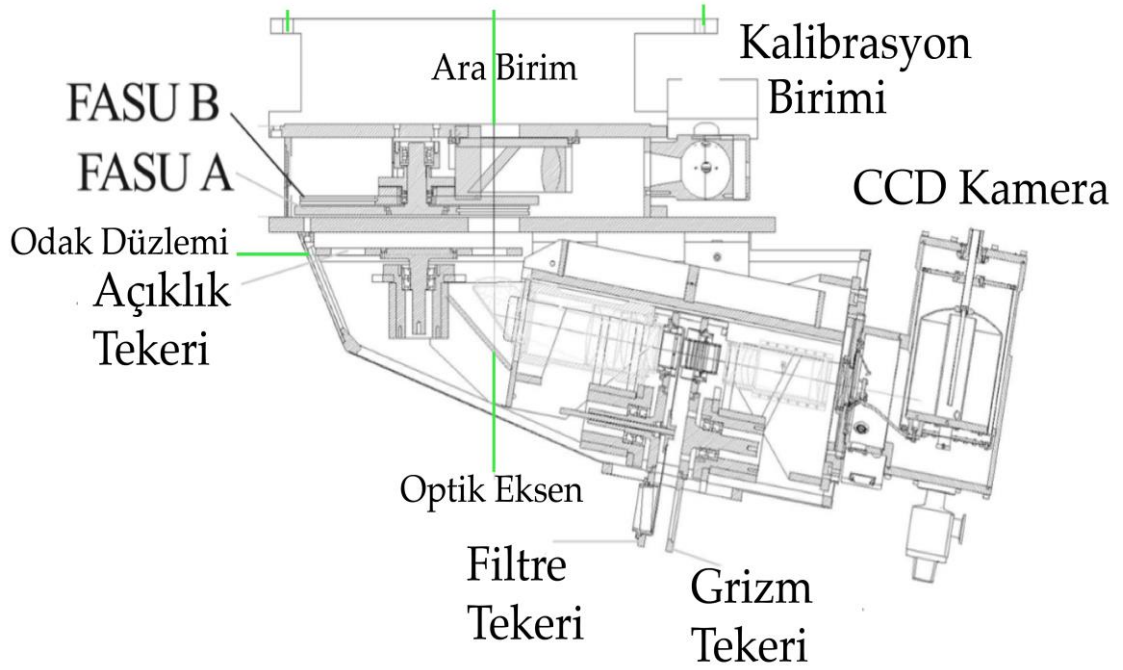 Ara Birim
Kalibrasyon
Birimi
FASU B
FASU A
CCD Kamera
Odak Düzlemi
Açıklık
Tekeri
Optik Eksen
Filtre
Tekeri
Grizm
Tekeri